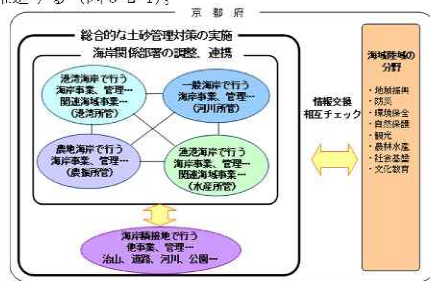 京都府
総合的な土砂管理対策の実施
海岸関係部署の調整、連携
港湾海岸で行う
海岸事業、管理…
関連海域事業…
(港湾所管)
一般海岸で行う
海岸事業、管理…
(河川所管)
農地海岸で行う
海岸事業、管理…
(農振所管)
漁港海岸で行う
海岸事業、管理…
関連海域事業…
(水産所管)
海岸隣接地で行う
他事業、管理…
治山、道路、河川、公園…
情報交換
相互チェック
海域陸域の
分野
・地域振興
・防災
・環境保全
・自然保護
・観光
・農林水産
・社会基盤
・文化教育